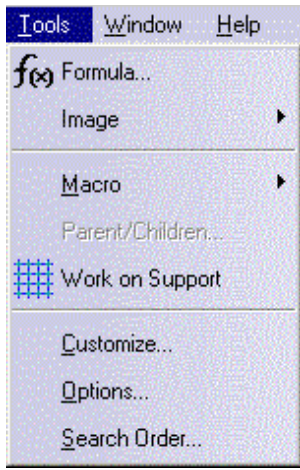 Tools Window Help
f(x) Formula...
Image
Macro
Parent/Children...
Work on Support
Customize...
Options...
Search Order...